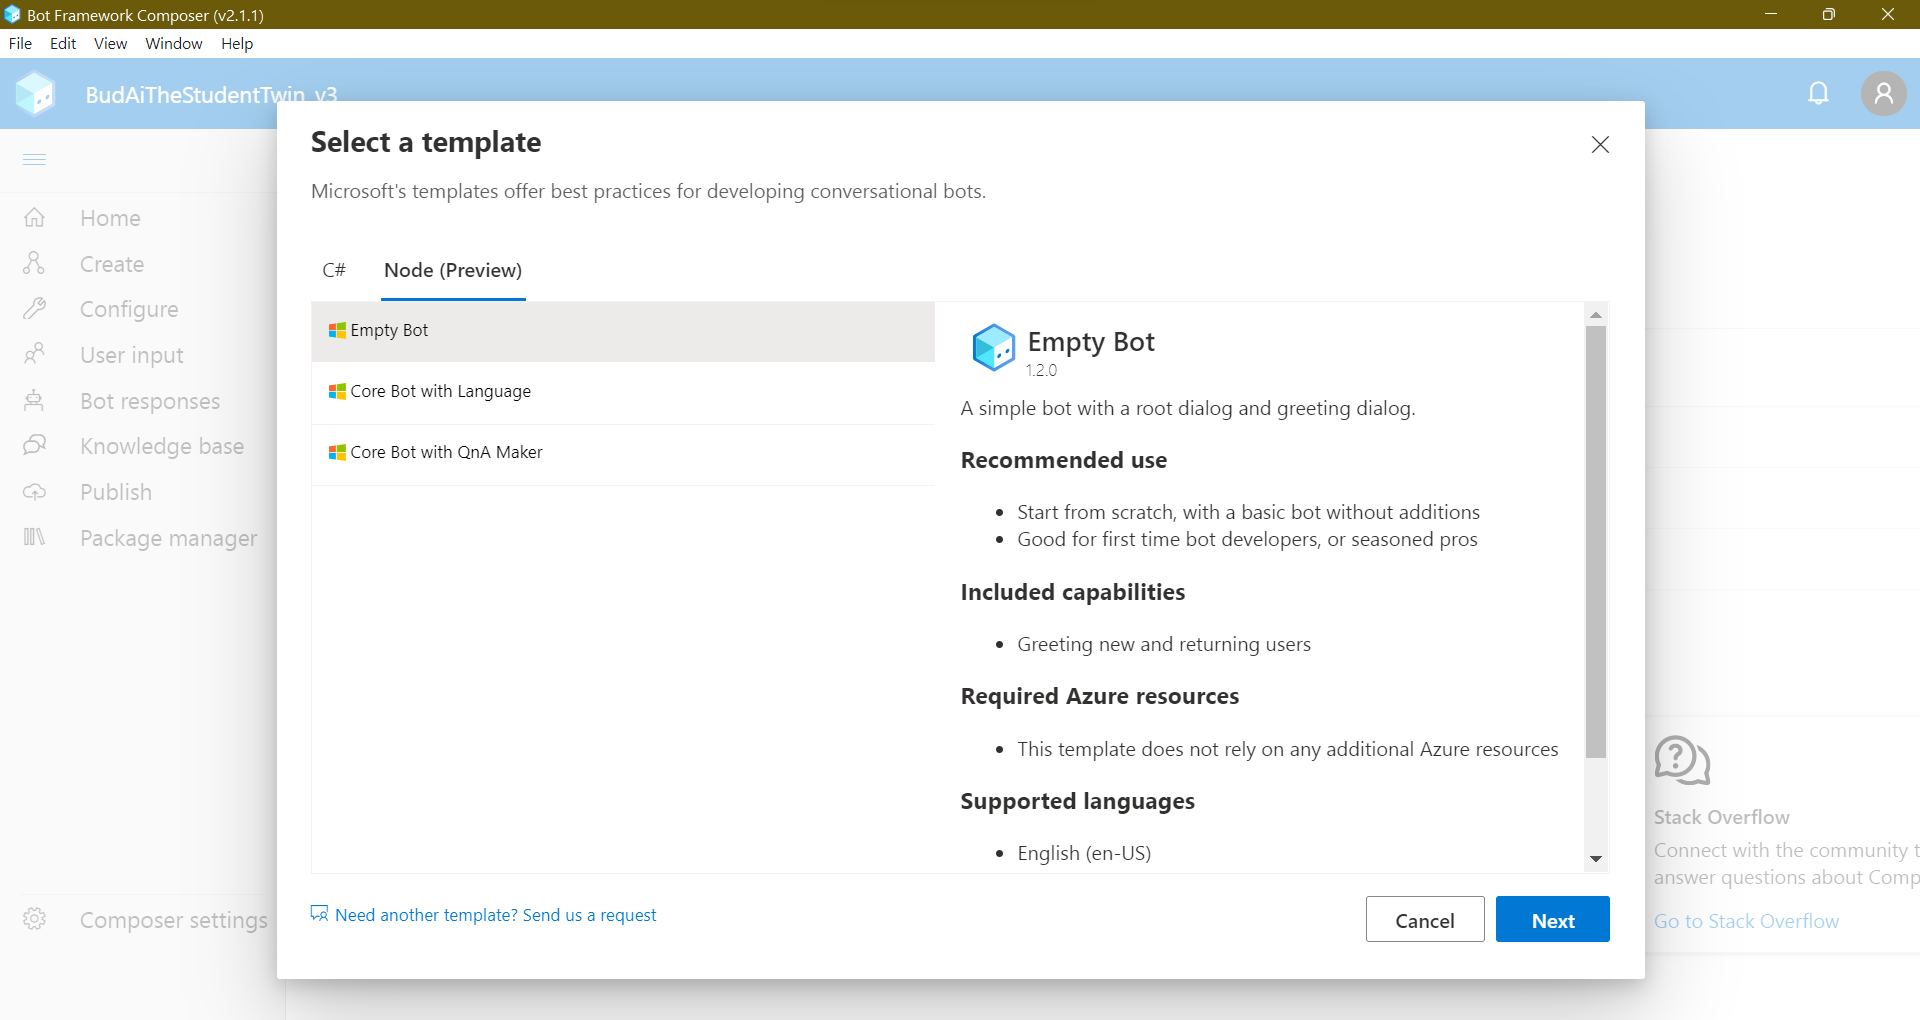 Bot Framework Composer (v2.1.1)
File Edit View Window Help
BudAiTheStudentTwin_v3
Home
Create
Configure
User input
Bot responses
Knowledge base
Publish
Package manager
Composer settings
Select a template
Microsoft's templates offer best practices for developing conversational bots.
C# Node (Preview)
Empty Bot
Core Bot with Language
Core Bot with QnA Maker
Empty Bot
1.2.0
A simple bot with a root dialog and greeting dialog.
Recommended use
• Start from scratch, with a basic bot without additions
• Good for first time bot developers, or seasoned pros
Included capabilities
• Greeting new and returning users
Required Azure resources
• This template does not rely on any additional Azure resources
Supported languages
• English (en-US)
Need another template? Send us a request
Cancel Next
Stack Overflow
Connect with the community t
answer questions about Comp
Go to Stack Overflow